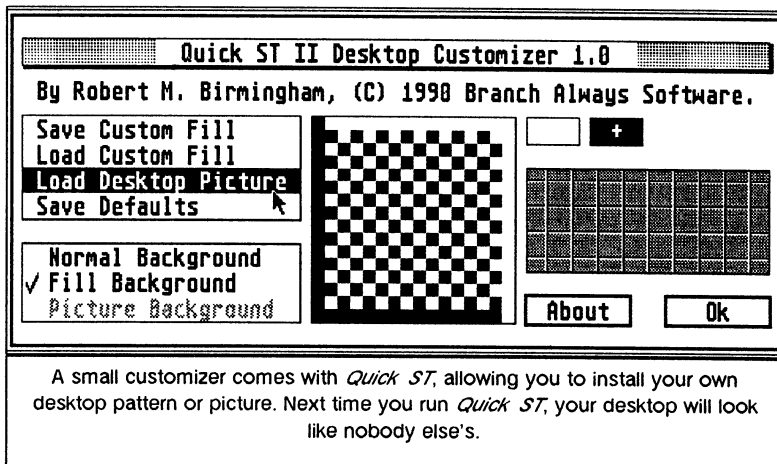 Quick ST II Desktop Customizer 1.0
By Robert M. Birmingham, (C) 1990 Branch Always Software.
Save Custom Fill
Load Custom Fill
Load Desktop Picture
Save Defaults
Normal Background
✓ Fill Background
Picture Background
+
About
Ok
A small customizer comes with Quick ST, allowing you to install your own
desktop pattern or picture. Next time you run Quick ST, your desktop will look
like nobody else's.